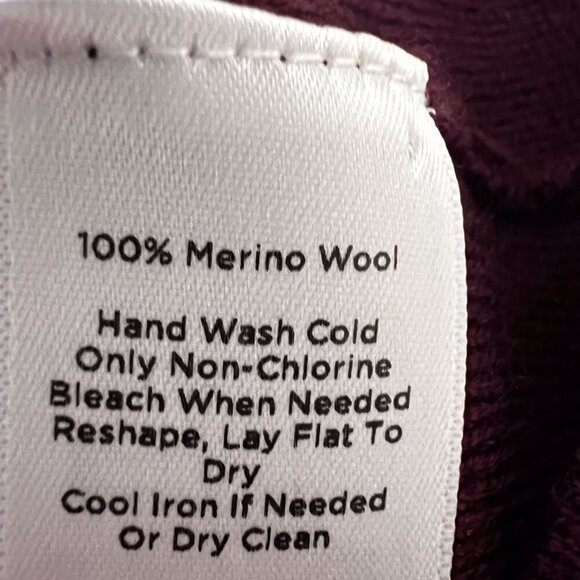 100% Merino Wool
Hand Wash Cold
Only Non-Chlorine
Bleach When Needed
Reshape, Lay Flat To
Dry
Cool Iron If Needed
Or Dry Clean